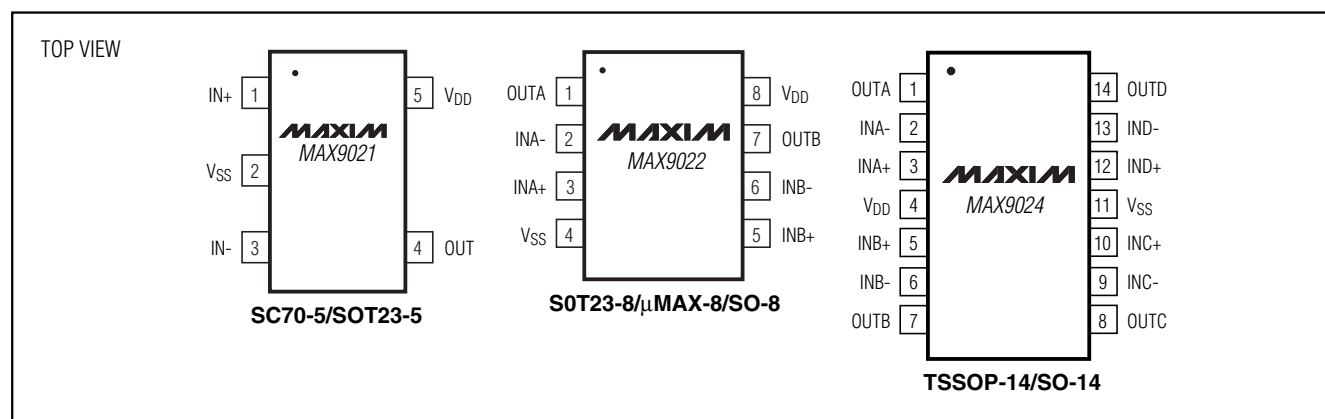 TOP VIEW
IN+ 1
VSS 2
IN- 3
5 VDD
4 OUT
MAXIM
MAX9021
SC70-5/SOT23-5
OUTA 1
INA- 2
INA+ 3
VSS 4
8 VDD
7 OUTB
6 INB-
5 INB+
MAXIM
MAX9022
S0T23-8/μMAX-8/SO-8
OUTA 1
INA- 2
INA+ 3
VDD 4
INB+ 5
INB- 6
OUTB 7
14 OUTD
13 IND-
12 IND+
11 VSS
10 INC+
9 INC-
8 OUTC
MAXIM
MAX9024
TSSOP-14/SO-14